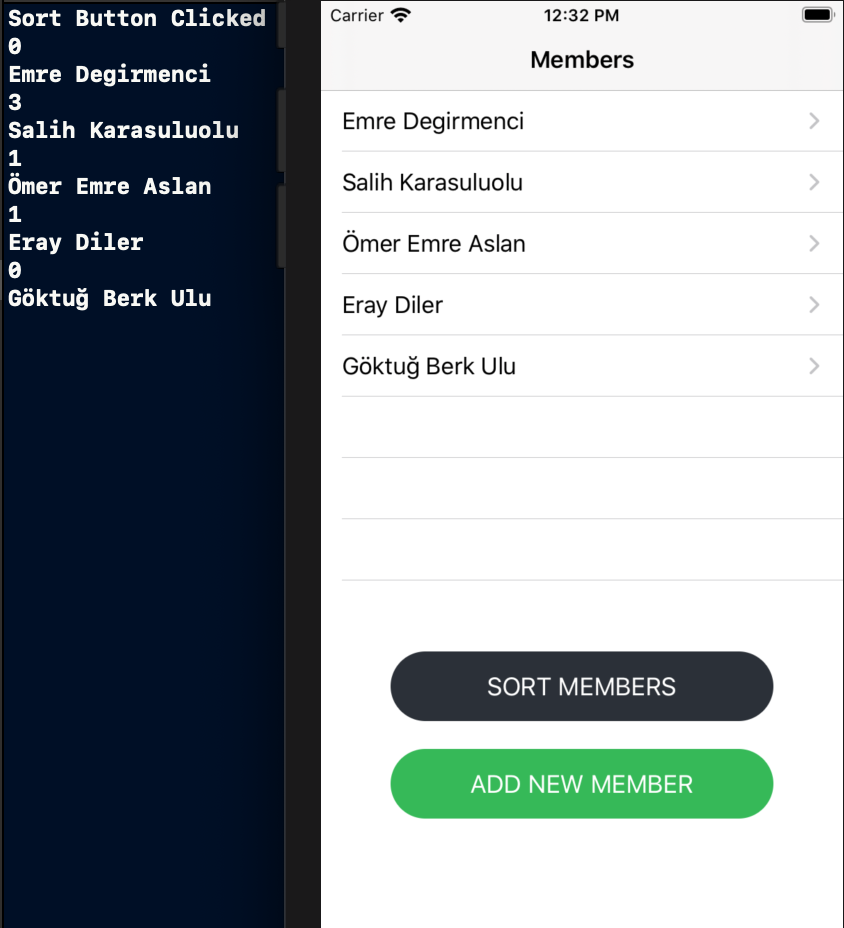 Sort Button Clicked
0
Emre Degirmenci
3
Salih Karasuluolu
1
Ömer Emre Aslan
1
Eray Diler
0
Göktuğ Berk Ulu
Carrier 12:32 PM
Members
Emre Degirmenci
Salih Karasuluolu
Ömer Emre Aslan
Eray Diler
Göktuğ Berk Ulu
SORT MEMBERS
ADD NEW MEMBER